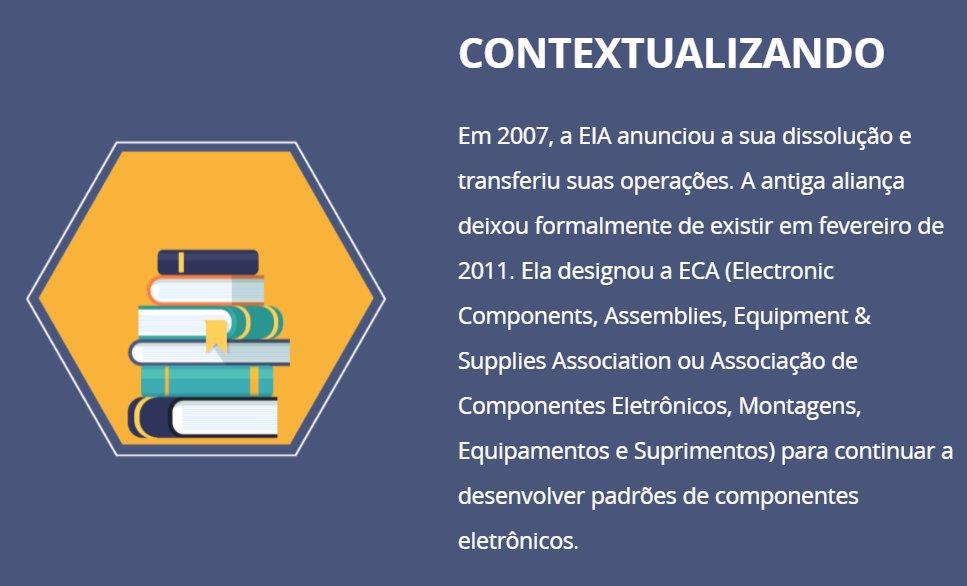 CONTEXTUALIZANDO
Em 2007, a EIA anunciou a sua dissolução e
transferiu suas operações. A antiga aliança
deixou formalmente de existir em fevereiro de
2011. Ela designou a ECA (Electronic
Components, Assemblies, Equipment &
Supplies Association ou Associação de
Componentes Eletrônicos, Montagens,
Equipamentos e Suprimentos) para continuar a
desenvolver padrões de componentes
eletrônicos.